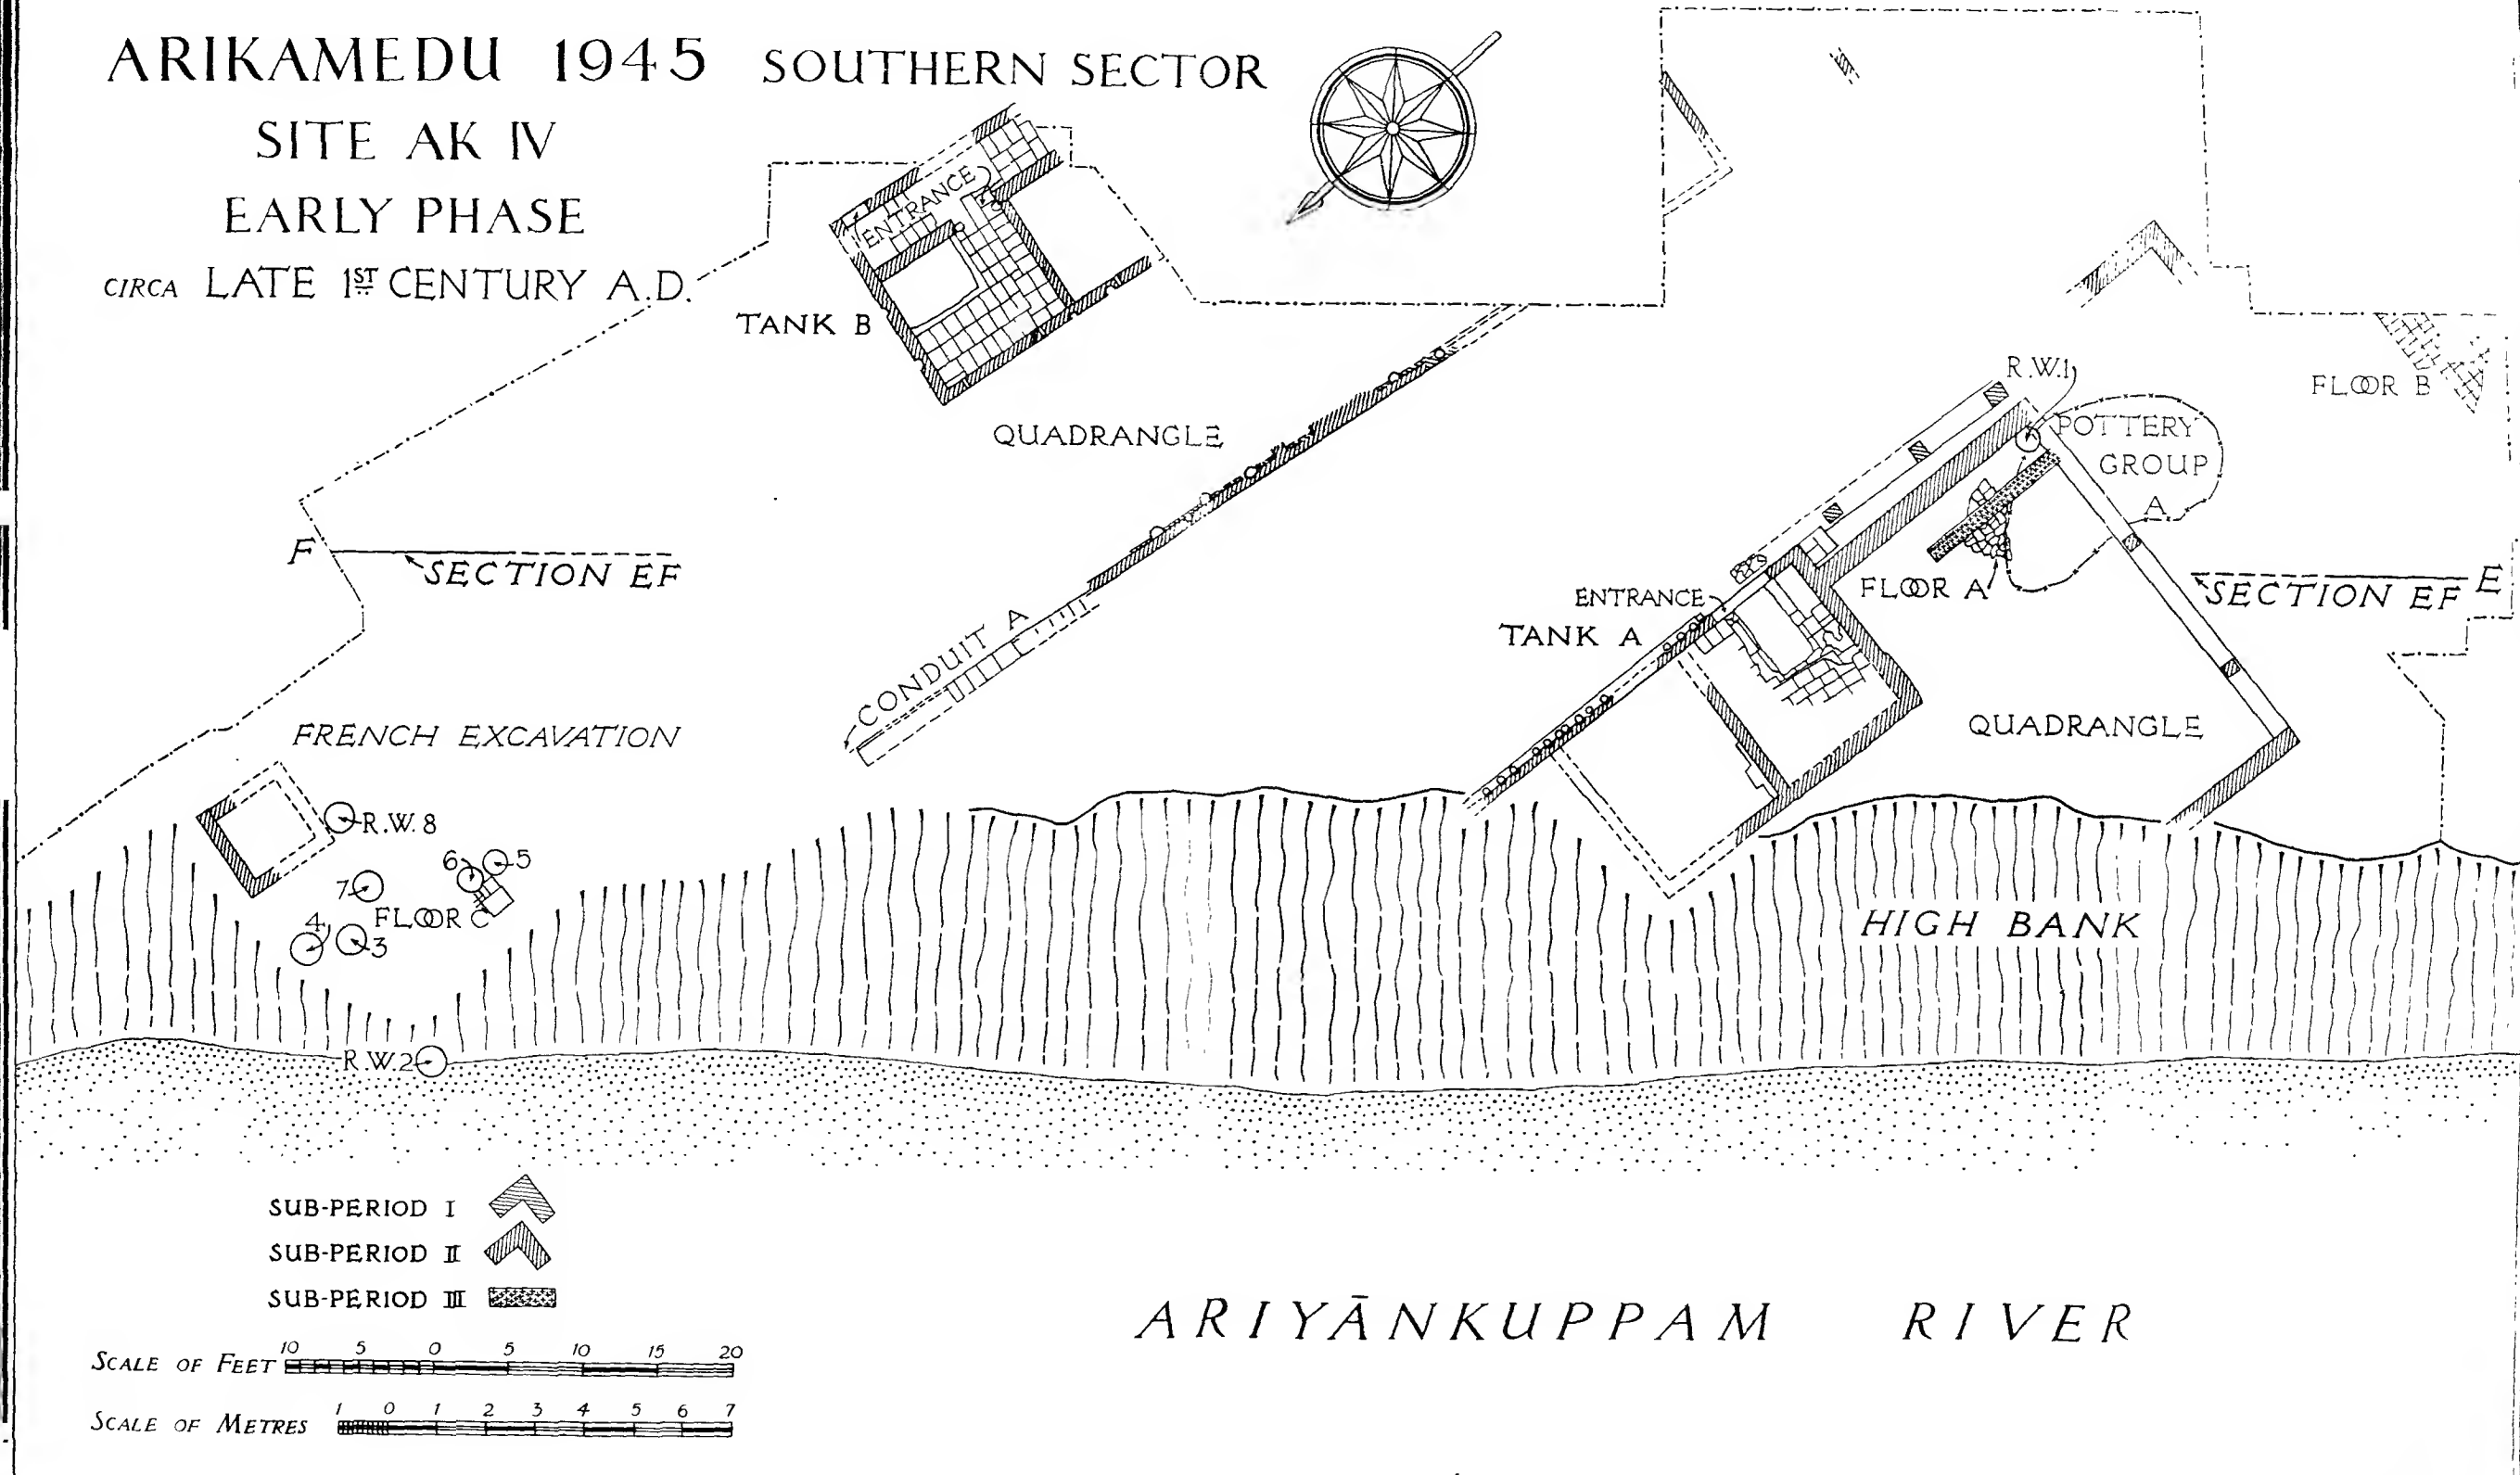 ARIKAMEDU 1945 SOUTHERN SECTOR
SITE AK IV
EARLY PHASE
CIRCA LATE 1ST CENTURY A.D.
ENTRANCE
TANK B
QUADRANGLE
R.W.1
FLOOR B
POTTERY
GROUP
A
F
SECTION EF
CONDUIT A
ENTRANCE
TANK A
FLOOR A
SECTION EF
E
FRENCH EXCAVATION
QUADRANGLE
R.W. 8
6
5
7
FLOOR C
4
3
HIGH BANK
R.W.2
SUB-PERIOD I
SUB-PERIOD II
SUB-PERIOD III
ARIYĀNKUPPAM RIVER
10 5 0 5 10 15 20
SCALE OF FEET
1 0 1 2 3 4 5 6 7
SCALE OF METRES